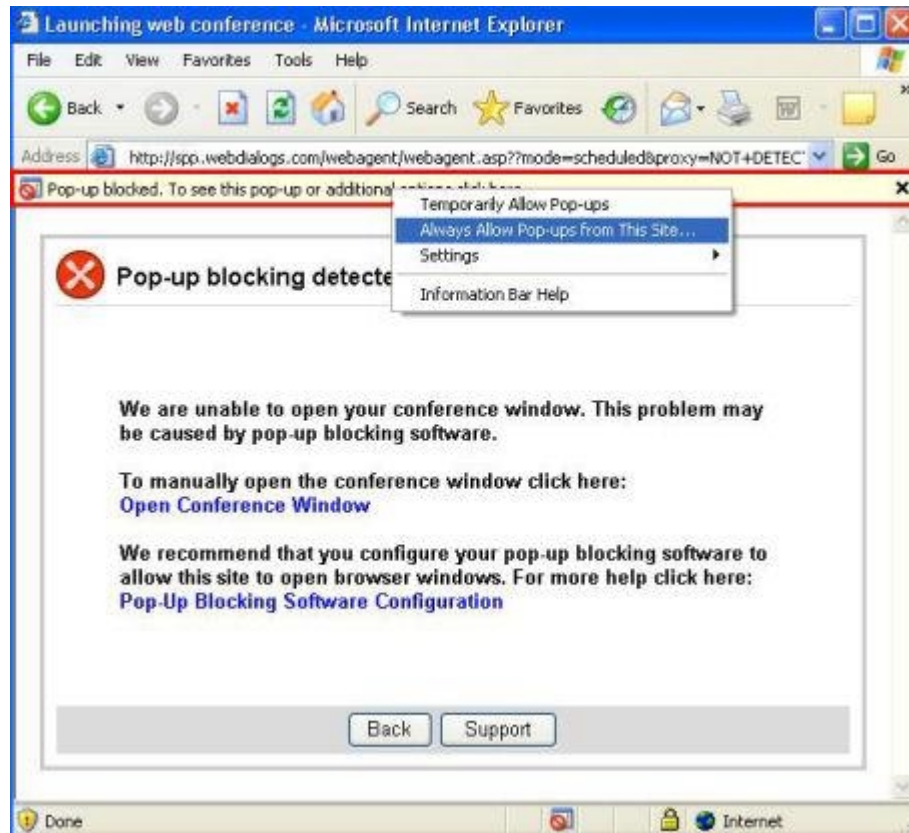 Launching web conference - Microsoft Internet Explorer
File Edit View Favorites Tools Help
Back Search Favorites
Address http://spp.webdialogs.com/webagent/webagent.asp??mode=scheduled&proxy=NOT+DETEC Go
Pop-up blocked. To see this pop-up or additional options click here
Temporarily Allow Pop-ups
Always Allow Pop-ups from This Site...
Settings
Information Bar Help
Pop-up blocking detecte
We are unable to open your conference window. This problem may
be caused by pop-up blocking software.
To manually open the conference window click here:
Open Conference Window
We recommend that you configure your pop-up blocking software to
allow this site to open browser windows. For more help click here:
Pop-Up Blocking Software Configuration
Back Support
Done Internet